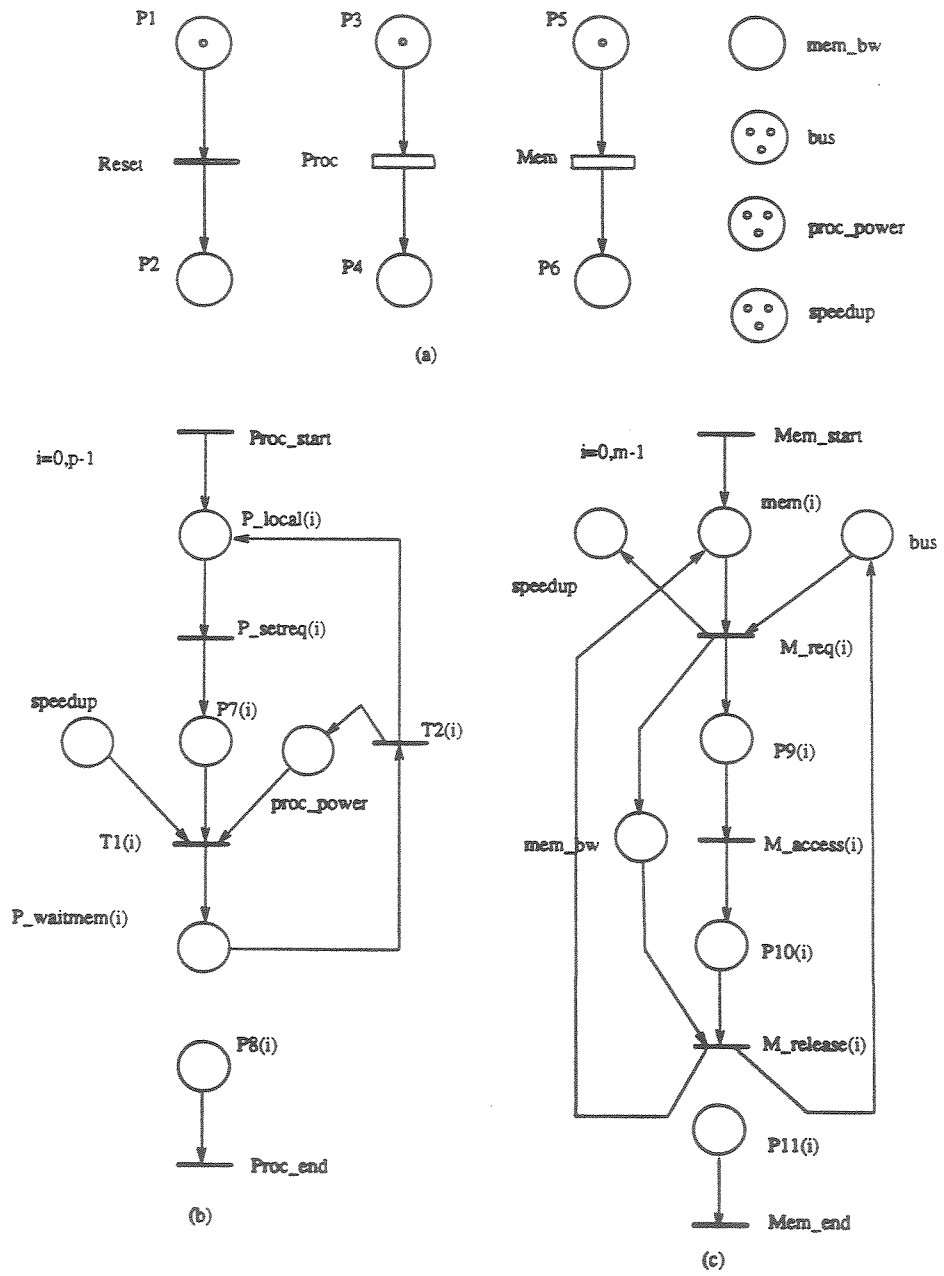 P1
P3
P5
mem_bw
bus
Reset
Proc
Mem
proc_power
P2
P4
P6
speedup
(a)
Proc_start
i=0,p-1
P_local(i)
P_setreq(i)
speedup
P7(i)
T2(i)
proc_power
T1(i)
P_waitmem(i)
P8(i)
Proc_end
(b)
Mem_start
i=0,m-1
mem(i)
bus
speedup
M_req(i)
P9(i)
mem_bw
M_access(i)
P10(i)
M_release(i)
P11(i)
Mem_end
(c)